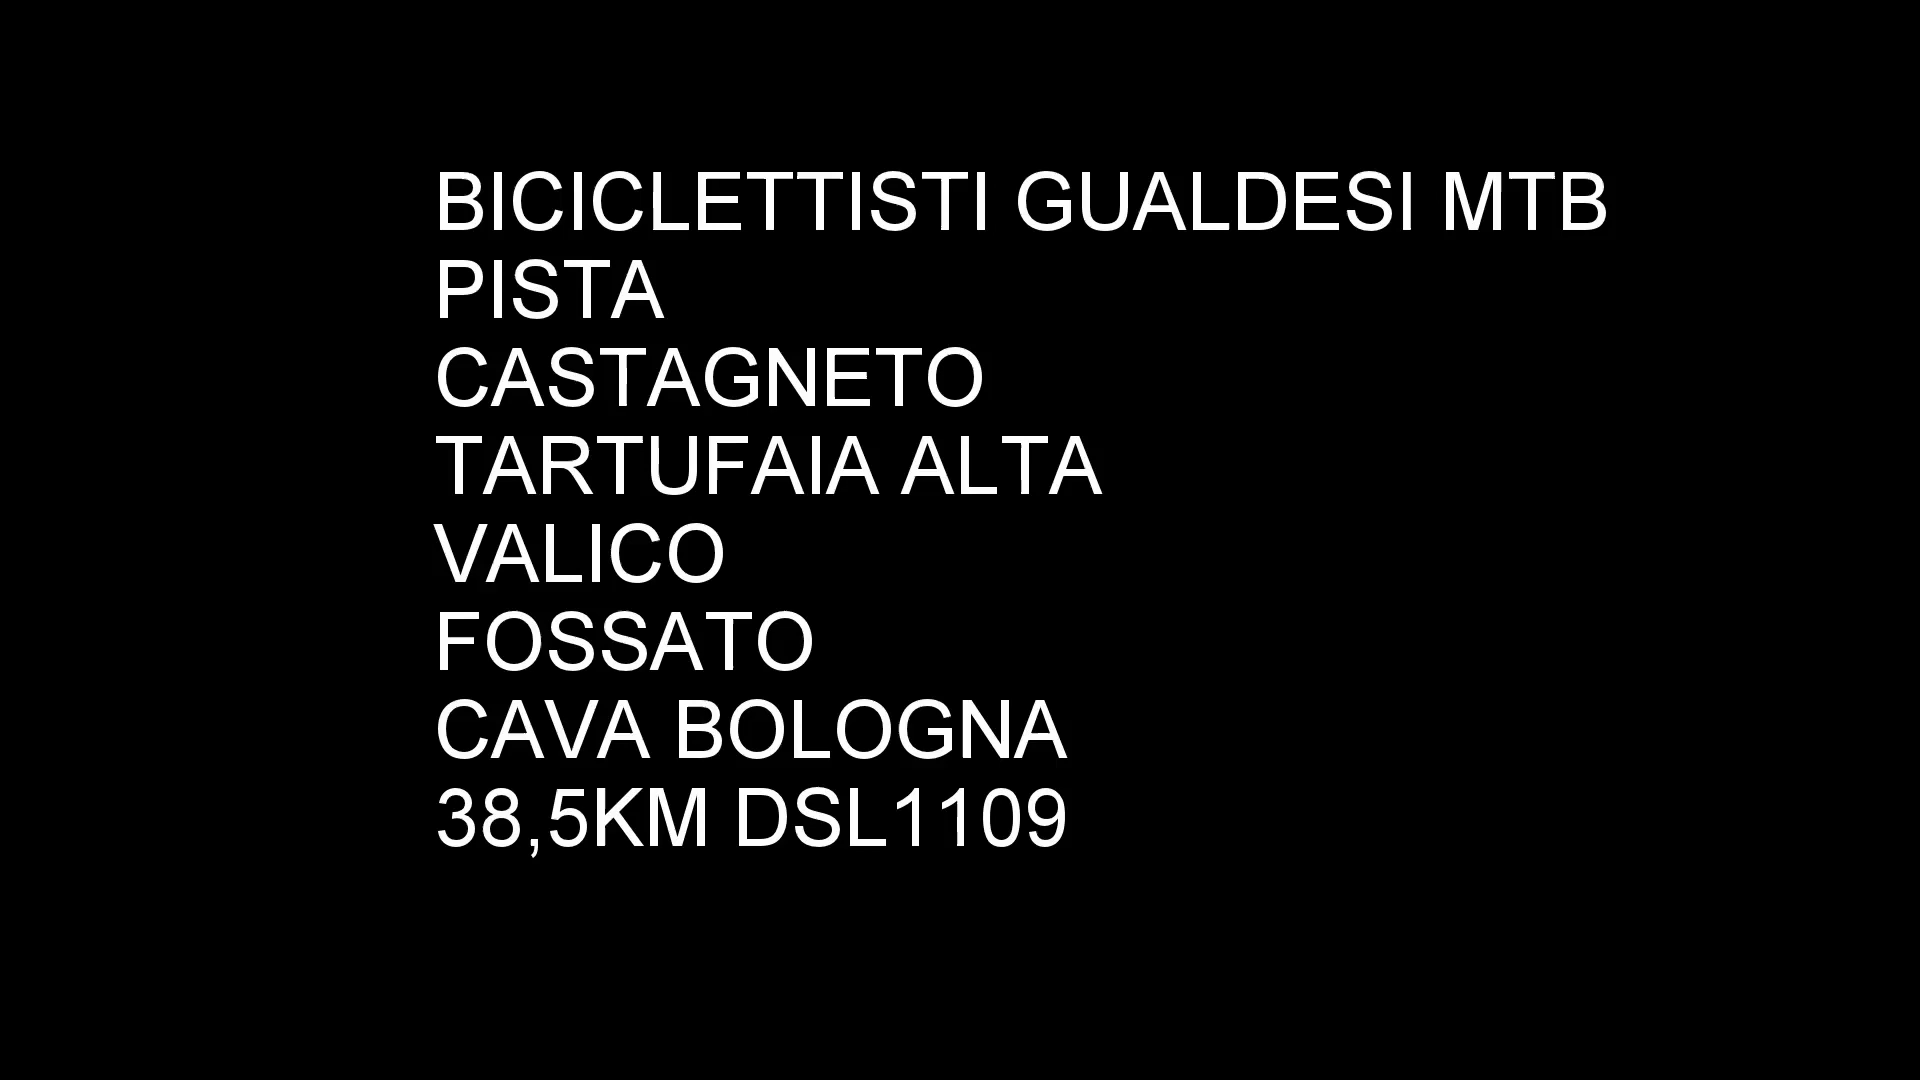 BICICLETTISTI GUALDESI MTB
PISTA
CASTAGNETO
TARTUFAIA ALTA
VALICO
FOSSATO
CAVA BOLOGNA
38,5KM DSL1109